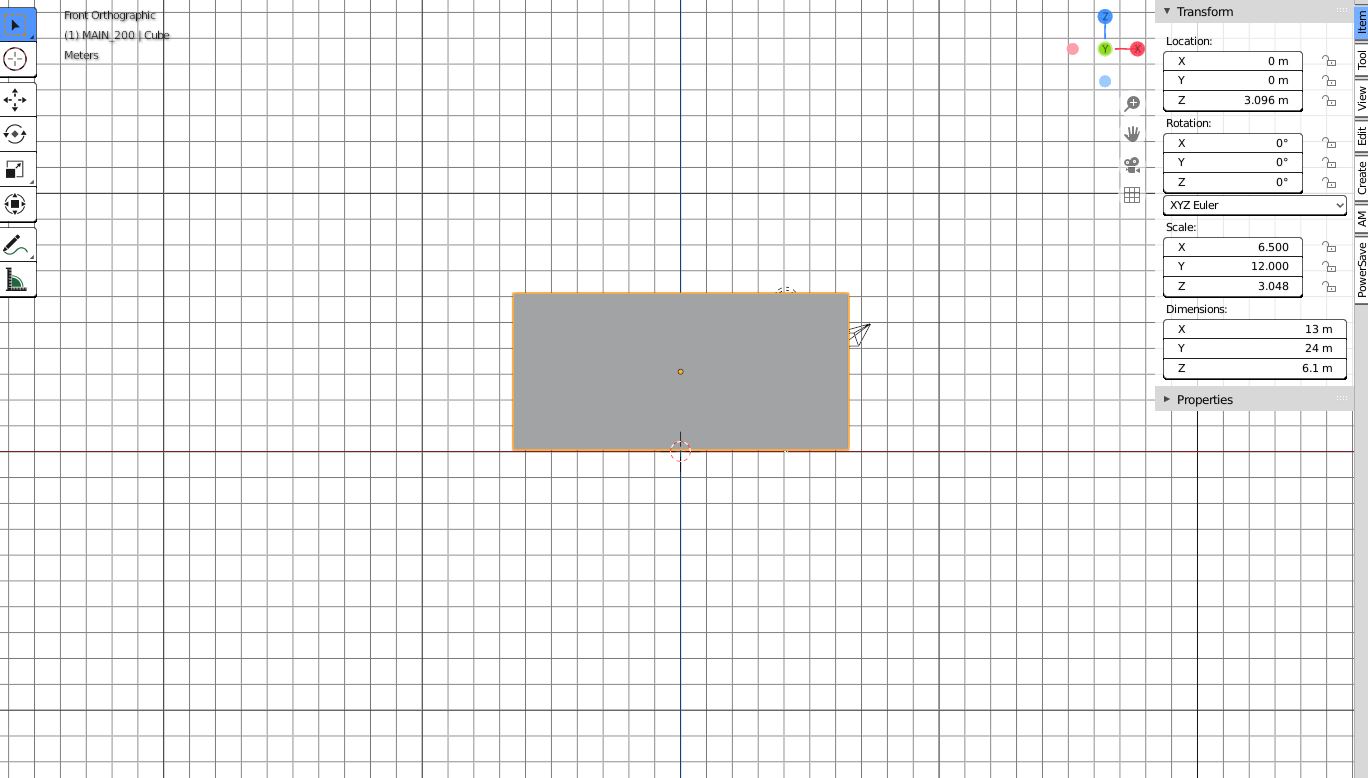 Front Orthographic
(1) MAIN_200 | Cube
Meters
Z
Y
X
Transform
Location:
X 0 m
Y 0 m
Z 3.096 m
Rotation:
X 0°
Y 0°
Z 0°
XYZ Euler
Scale:
X 6.500
Y 12.000
Z 3.048
Dimensions:
X 13 m
Y 24 m
Z 6.1 m
Properties
Item
Tool
View
Edit
Create
AM
PowerSave